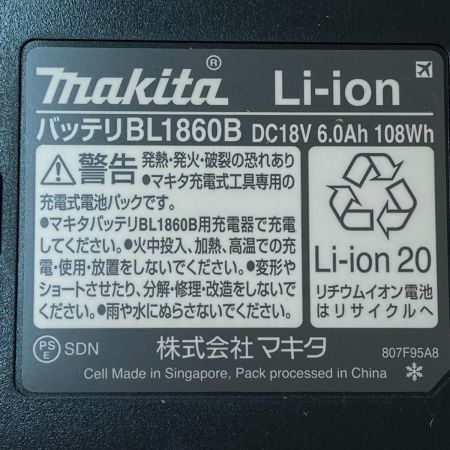 makita® Li-ion
バッテリBL1860B DC18V 6.0Ah 108Wh
警告 発熱・発火・破裂の恐れあり
●マキタ充電式工具専用の
充電式電池パックです。
●マキタバッテリBL1860B用充電器で充電
してください。●火中投入、加熱、高温での充
電・使用・放置をしないでください。●変形や
ショートさせたり、分解・修理・改造をしないで
ください。●雨や水にぬらさないでください。
Li-ion 20
リチウムイオン電池
はリサイクルへ
PS
E SDN 株式会社マキタ 807F95A8
Cell Made in Singapore, Pack processed in China